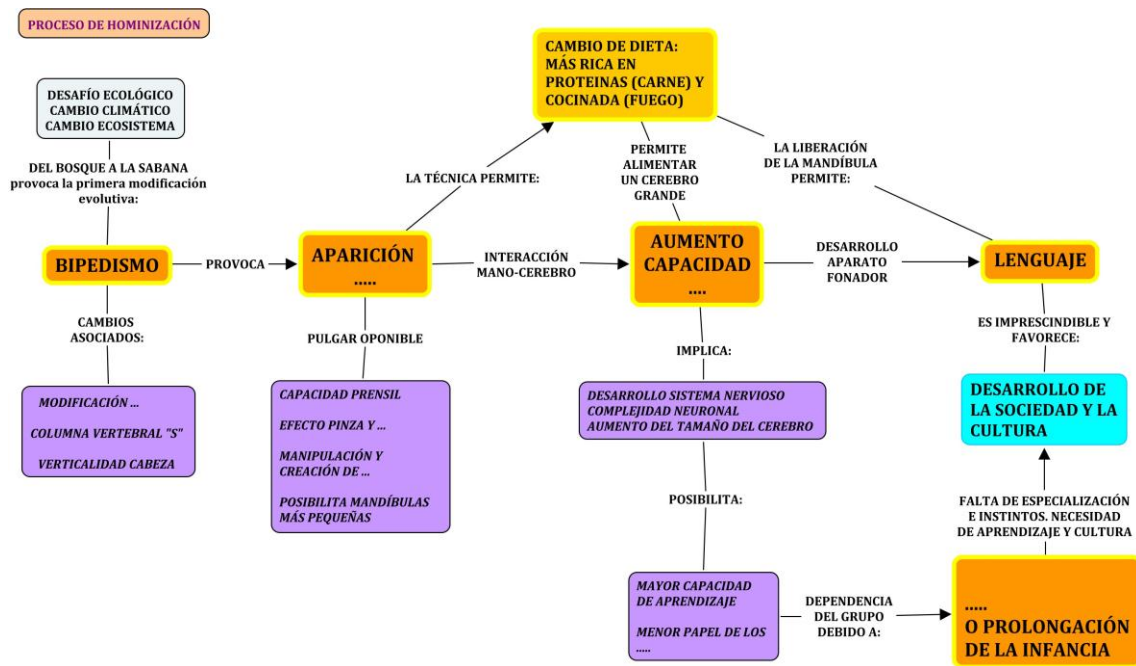 PROCESO DE HOMINIZACIÓN
DESAFÍO ECOLÓGICO
CAMBIO CLIMÁTICO
CAMBIO ECOSISTEMA
DEL BOSQUE A LA SABANA
provoca la primera modificación
evolutiva:
BIPEDISMO
PROVOCA
CAMBIOS
ASOCIADOS:
MODIFICACIÓN ...
COLUMNA VERTEBRAL "S"
VERTICALIDAD CABEZA
APARICIÓN
.....
PULGAR OPONIBLE
CAPACIDAD PRENSIL
EFECTO PINZA Y ...
MANIPULACIÓN Y
CREACIÓN DE ...
POSIBILITA MANDÍBULAS
MÁS PEQUEÑAS
LA TÉCNICA PERMITE:
CAMBIO DE DIETA:
MÁS RICA EN
PROTEINAS (CARNE) Y
COCINADA (FUEGO)
PERMITE
ALIMENTAR
UN CEREBRO
GRANDE
LA LIBERACIÓN
DE LA MANDÍBULA
PERMITE:
INTERACCIÓN
MANO-CEREBRO
AUMENTO
CAPACIDAD
....
DESARROLLO
APARATO
FONADOR
LENGUAJE
IMPLICA:
DESARROLLO SISTEMA NERVIOSO
COMPLEJIDAD NEURONAL
AUMENTO DEL TAMAÑO DEL CEREBRO
POSIBILITA:
MAYOR CAPACIDAD
DE APRENDIZAJE
MENOR PAPEL DE LOS
.....
DEPENDENCIA
DEL GRUPO
DEBIDO A:
ES IMPRESCINDIBLE Y
FAVORECE:
DESARROLLO DE
LA SOCIEDAD Y LA
CULTURA
FALTA DE ESPECIALIZACIÓN
E INSTINTOS. NECESIDAD
DE APRENDIZAJE Y CULTURA
.....
O PROLONGACIÓN
DE LA INFANCIA